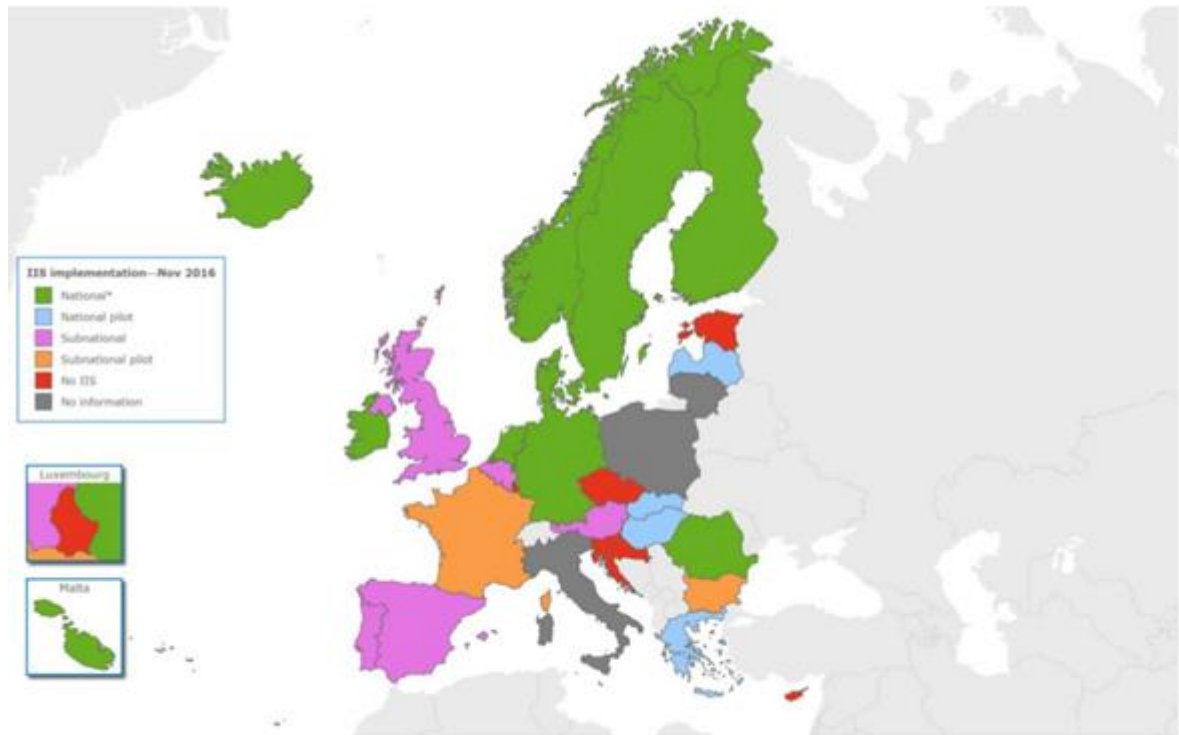 IIS implementation—Nov 2016
National*
National pilot
Subnational
Subnational pilot
No IIS
No information
Luxembourg
Malta